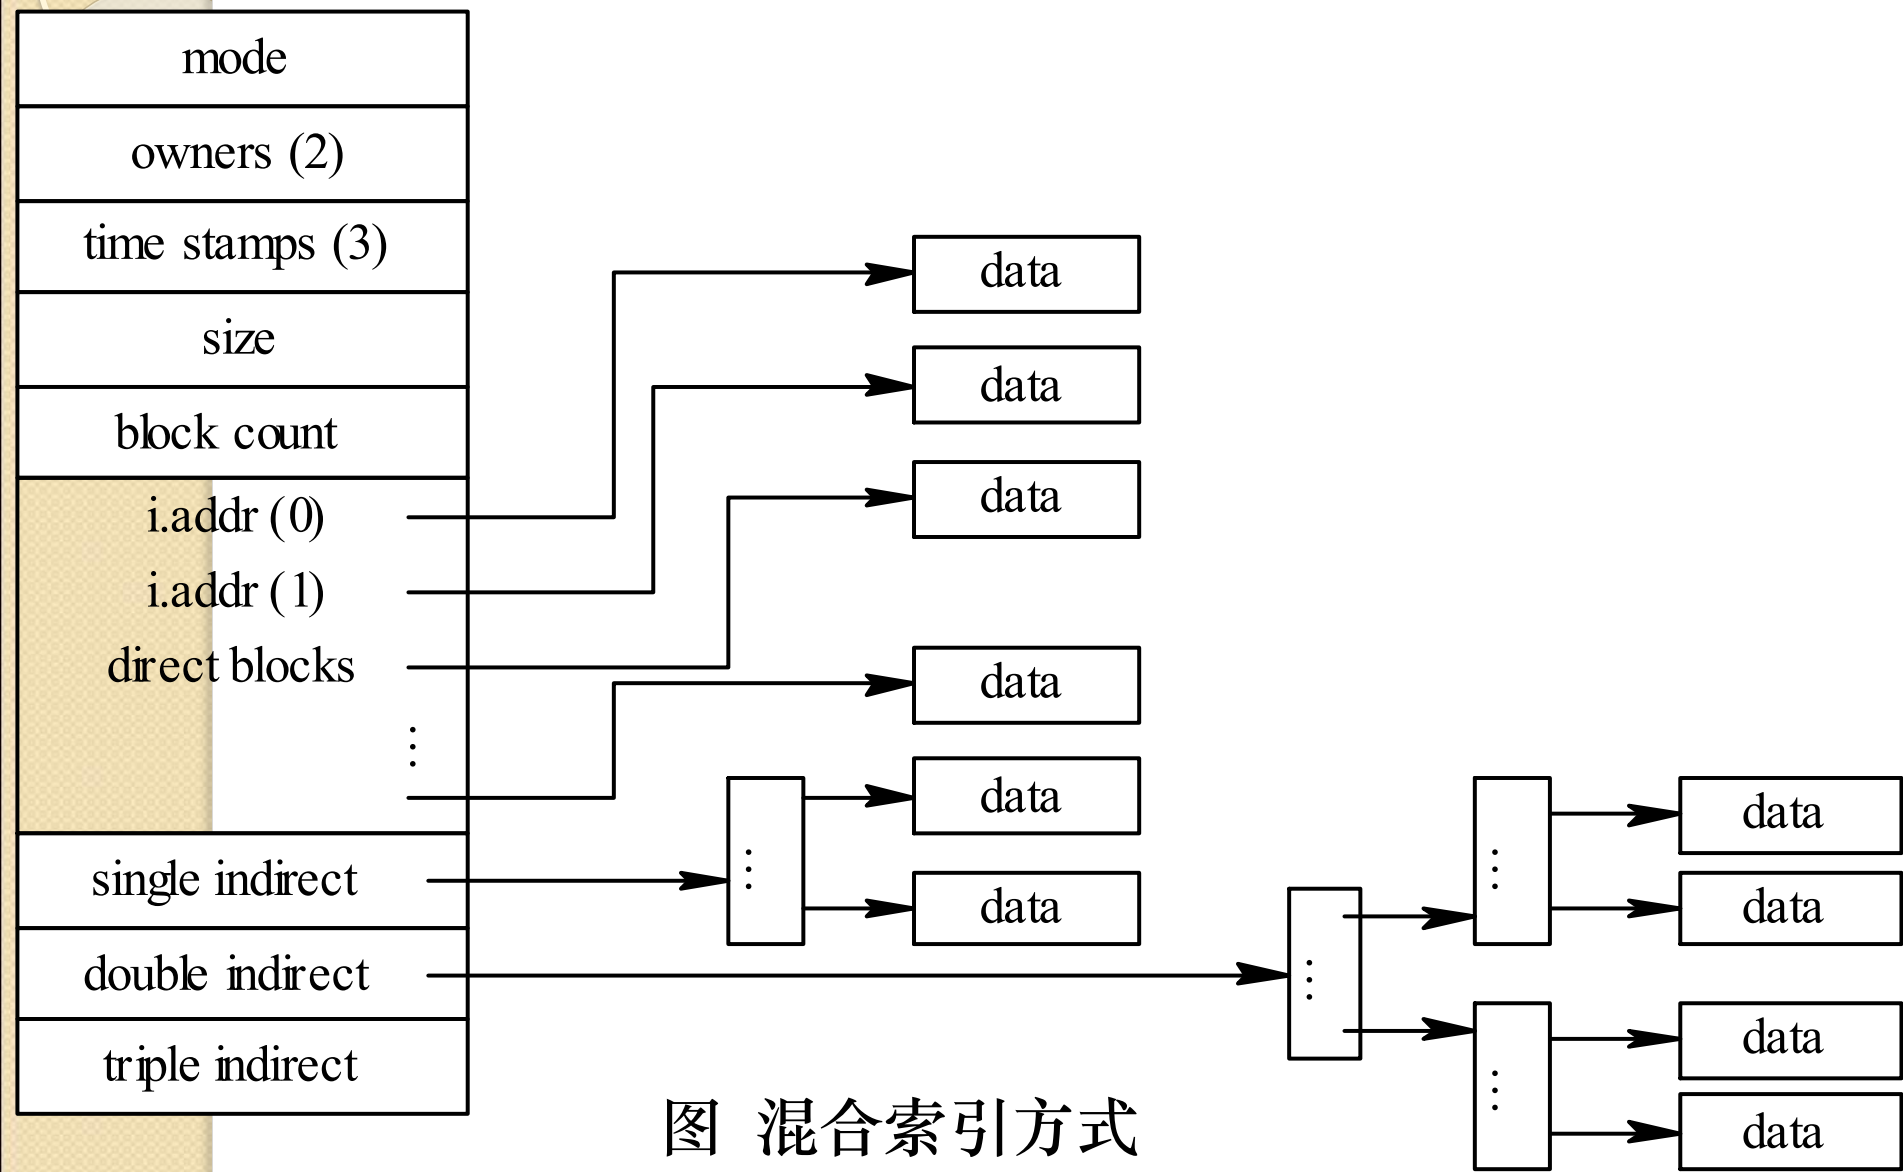 mode
owners (2)
time stamps (3)
size
block count
i.addr (0)
i.addr (1)
direct blocks
⋮
single indirect
double indirect
triple indirect
data
data
data
data
data
data
⋮
⋮
⋮
data
data
⋮
data
data
图 混合索引方式